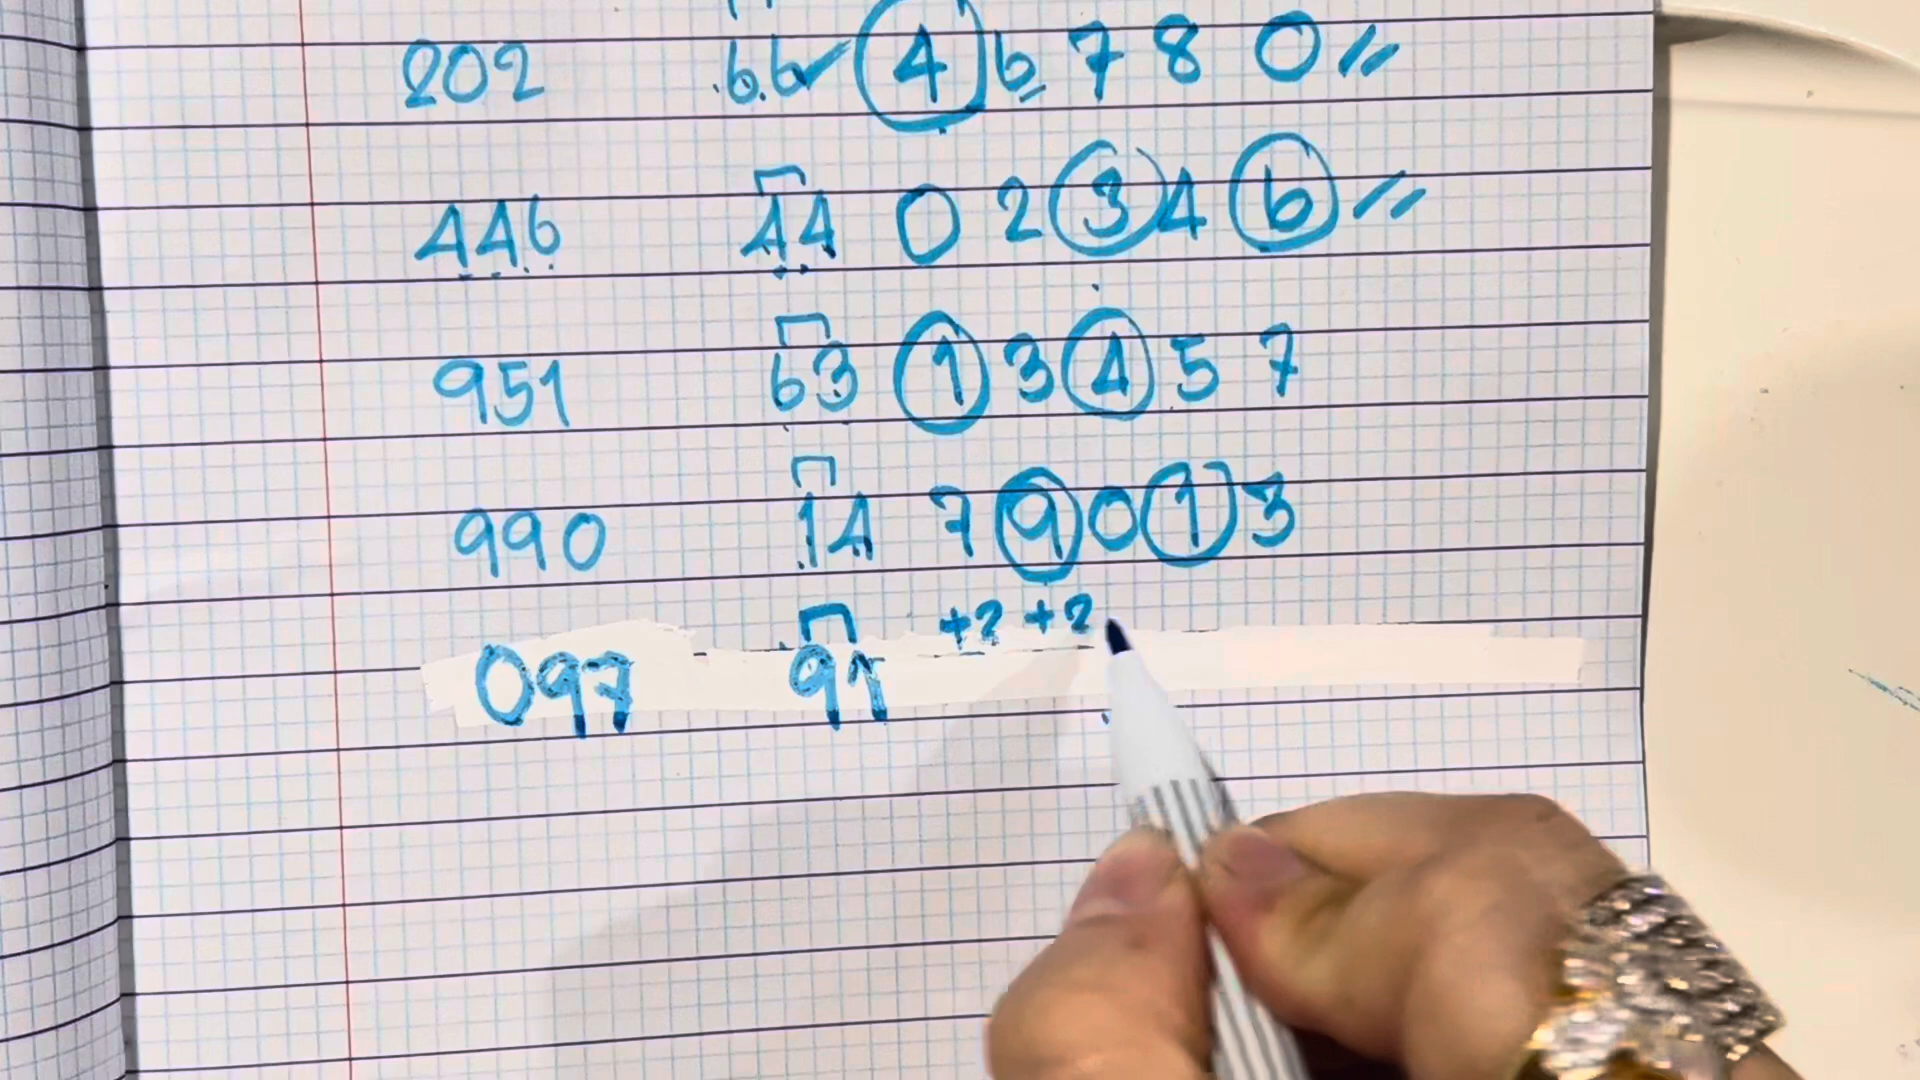 202 66 ✓ 4 6 7 8 0 //
446 44 0 2 3 4 6 //
951 63 1 3 4 5 7
990 14 7 9 0 1 3
+2 +2
097 91